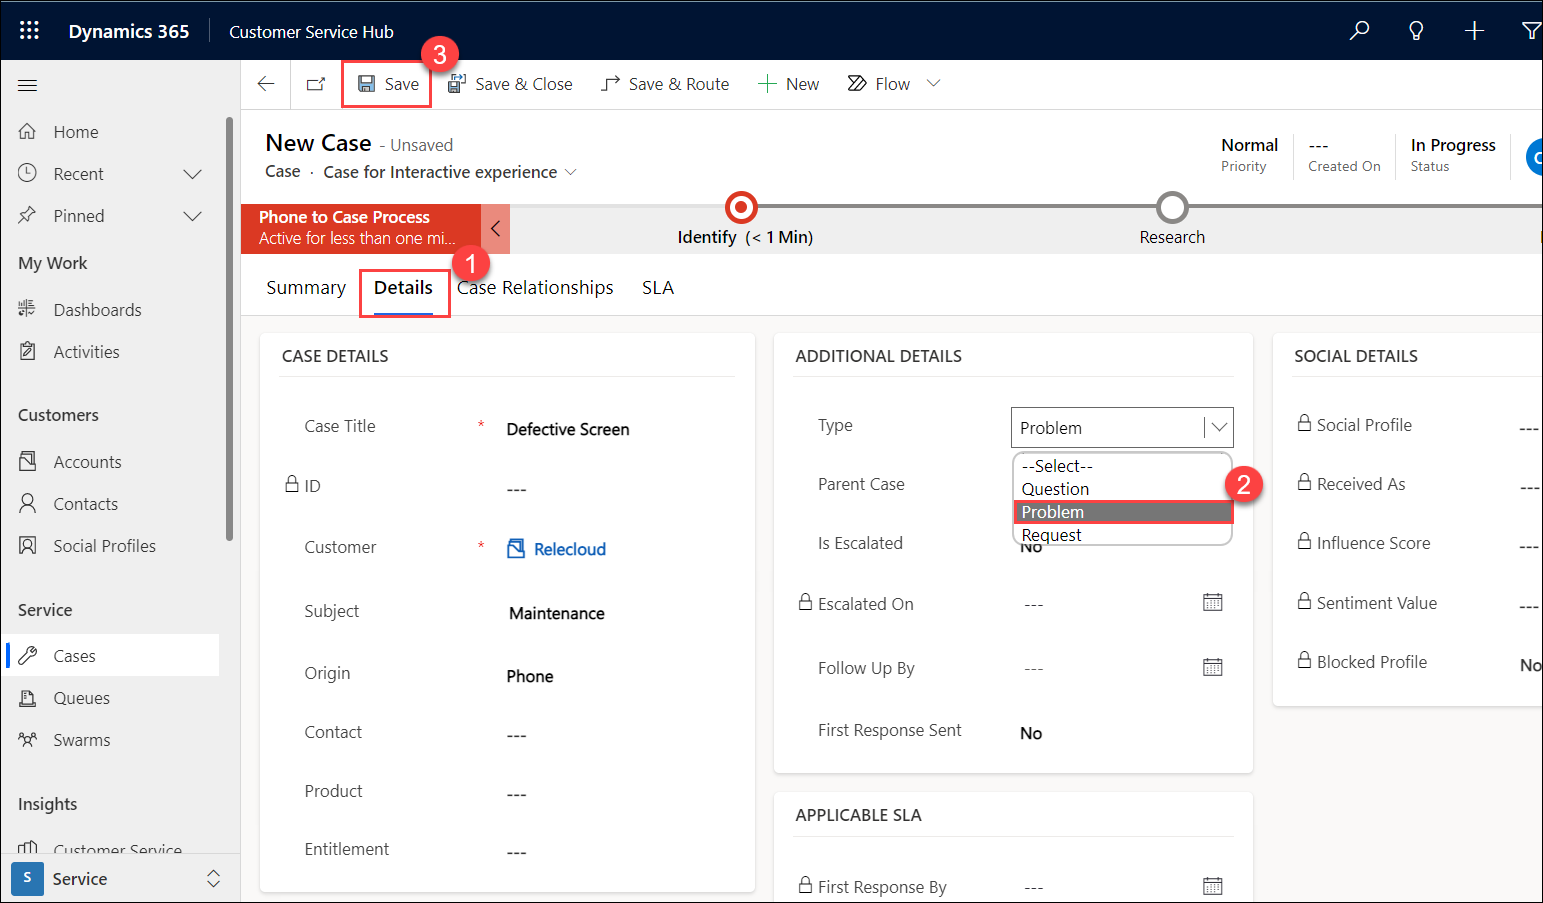 Dynamics 365
Customer Service Hub
3
Save
Save & Close
Save & Route
New
Flow
Home
Recent
Pinned
My Work
Dashboards
Activities
Customers
Accounts
Contacts
Social Profiles
Service
Cases
Queues
Swarms
Insights
Customer Service
S
Service
New Case - Unsaved
Case · Case for Interactive experience
Normal
Priority
---
Created On
In Progress
Status
Phone to Case Process
Active for less than one mi...
Identify (< 1 Min)
Research
1
Summary
Details
Case Relationships
SLA
CASE DETAILS
Case Title * Defective Screen
ID ---
Customer * Relecloud
Subject Maintenance
Origin Phone
Contact ---
Product ---
Entitlement ---
ADDITIONAL DETAILS
Type Problem
--Select--
Question
Problem
Request
2
Parent Case
Is Escalated No
Escalated On ---
Follow Up By ---
First Response Sent No
APPLICABLE SLA
First Response By ---
SOCIAL DETAILS
Social Profile ---
Received As ---
Influence Score ---
Sentiment Value ---
Blocked Profile No